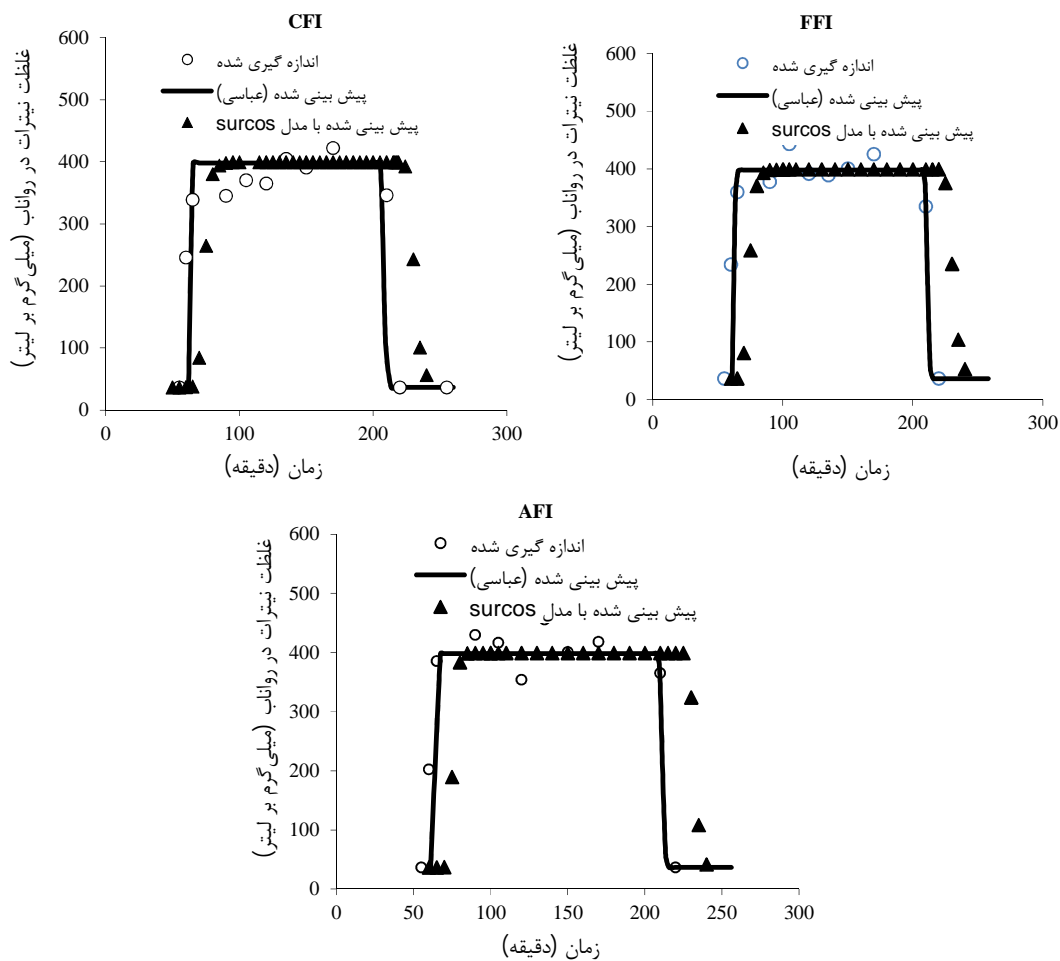 CFI
600
500
400
300
200
100
0
0 100 200 300
غلظت نیترات در رواناب (میلی‌گرم بر لیتر)
زمان (دقیقه)
اندازه گیری شده
پیش بینی شده (عباسی)
پیش بینی شده با مدل surcos
FFI
600
500
400
300
200
100
0
0 100 200 300
غلظت نیترات در رواناب (میلی‌گرم بر لیتر)
زمان (دقیقه)
اندازه گیری شده
پیش بینی شده (عباسی)
پیش بینی شده با مدل surcos
AFI
600
500
400
300
200
100
0
0 50 100 150 200 250 300
غلظت نیترات در رواناب (میلی‌گرم بر لیتر)
زمان (دقیقه)
اندازه گیری شده
پیش بینی شده (عباسی)
پیش بینی شده با مدل surcos